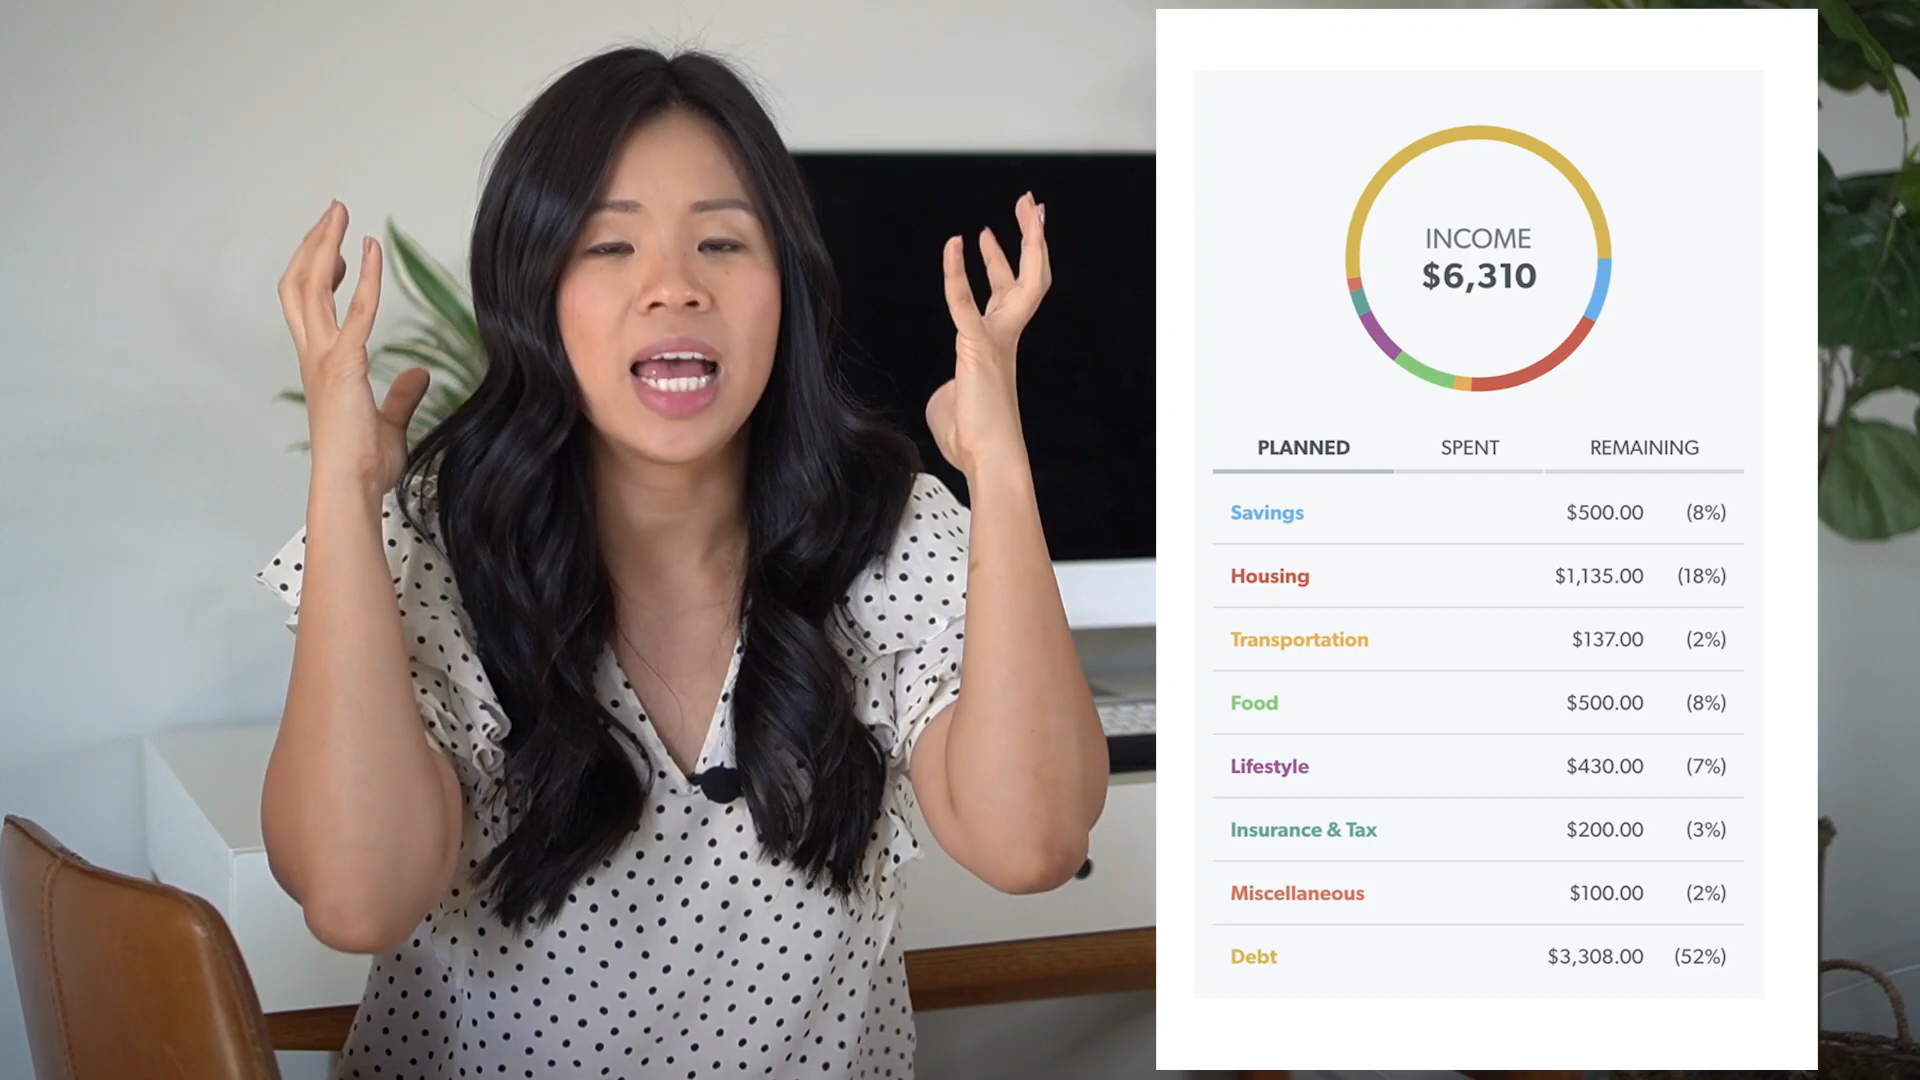 INCOME
$6,310
PLANNED SPENT REMAINING
Savings $500.00 (8%)
Housing $1,135.00 (18%)
Transportation $137.00 (2%)
Food $500.00 (8%)
Lifestyle $430.00 (7%)
Insurance & Tax $200.00 (3%)
Miscellaneous $100.00 (2%)
Debt $3,308.00 (52%)